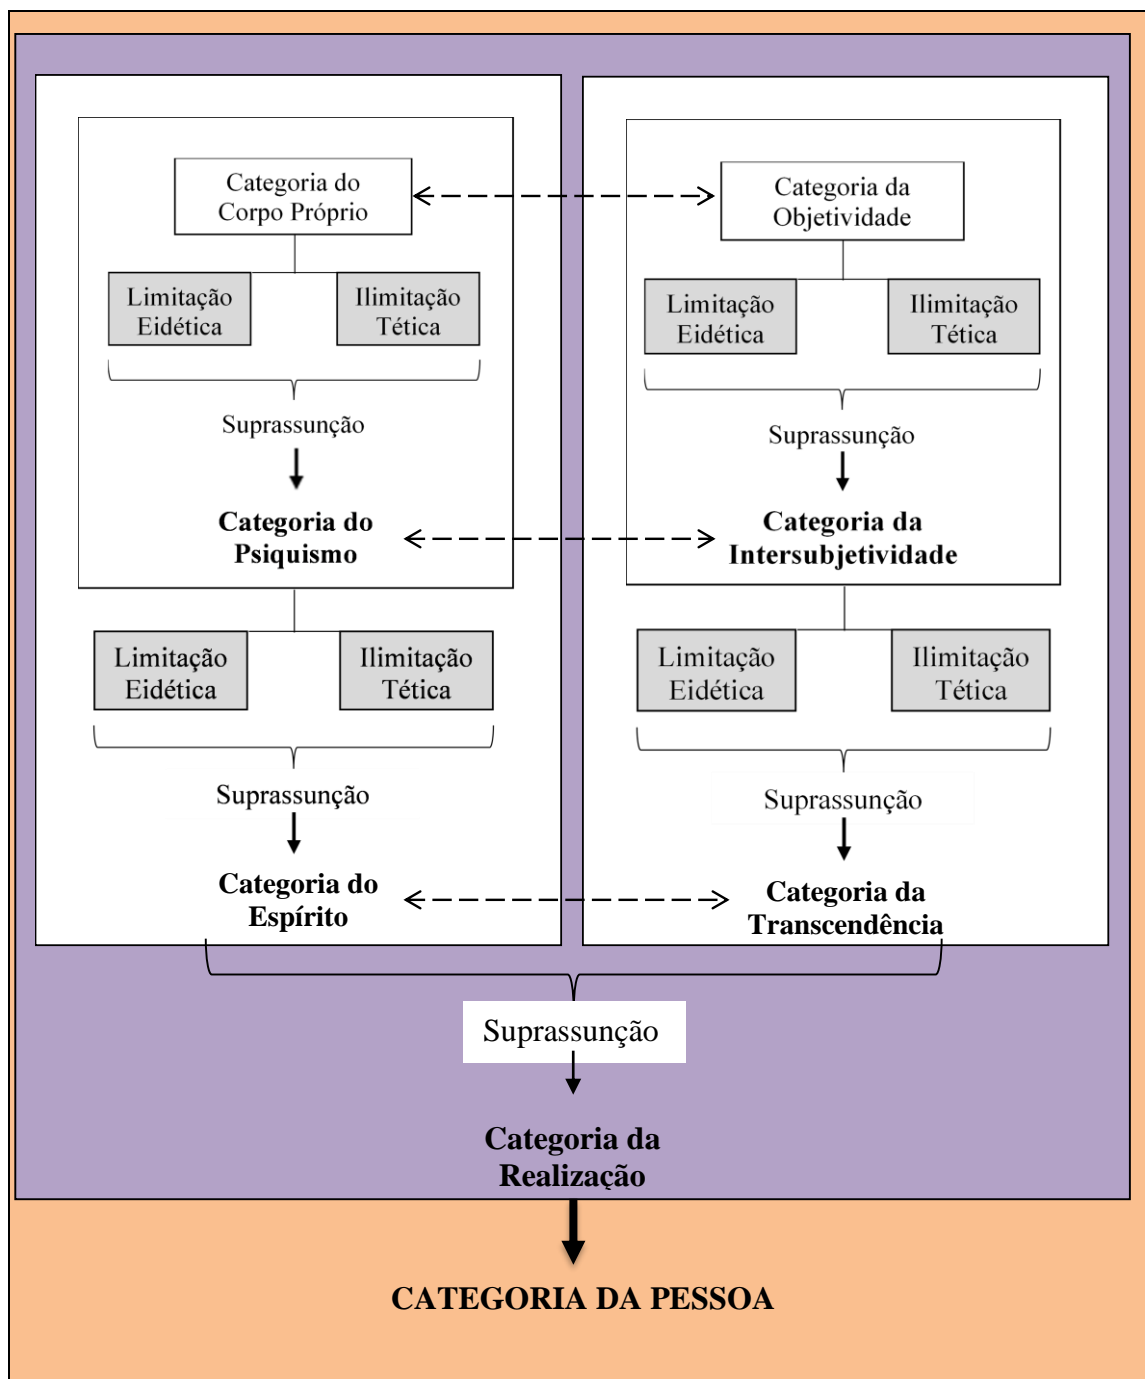 Categoria do
Corpo Próprio
Categoria da
Objetividade
Limitação
Eidética
Ilimitação
Tética
Limitação
Eidética
Ilimitação
Tética
Suprassunção
Suprassunção
Categoria do
Psiquismo
Categoria da
Intersubjetividade
Limitação
Eidética
Ilimitação
Tética
Limitação
Eidética
Ilimitação
Tética
Suprassunção
Suprassunção
Categoria do
Espírito
Categoria da
Transcendência
Suprassunção
Categoria da
Realização
CATEGORIA DA PESSOA